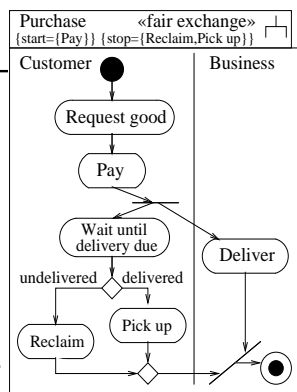 Purchase «fair exchange»
{start={Pay}} {stop={Reclaim,Pick up}}
Customer Business
Request good
Pay
Wait until
delivery due
Deliver
undelivered delivered
Reclaim
Pick up